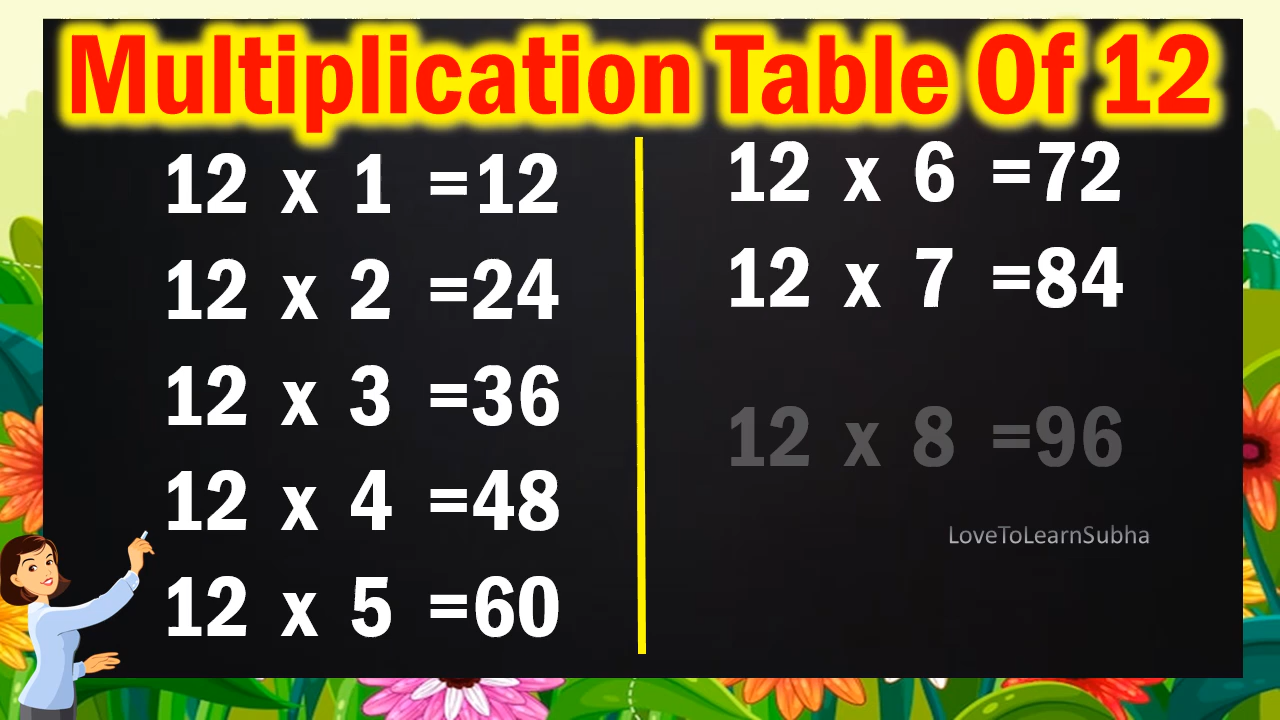 Multiplication Table Of 12
12 x 1 =12
12 x 2 =24
12 x 3 =36
12 x 4 =48
12 x 5 =60
12 x 6 =72
12 x 7 =84
12 x 8 =96
LoveToLearnSubha